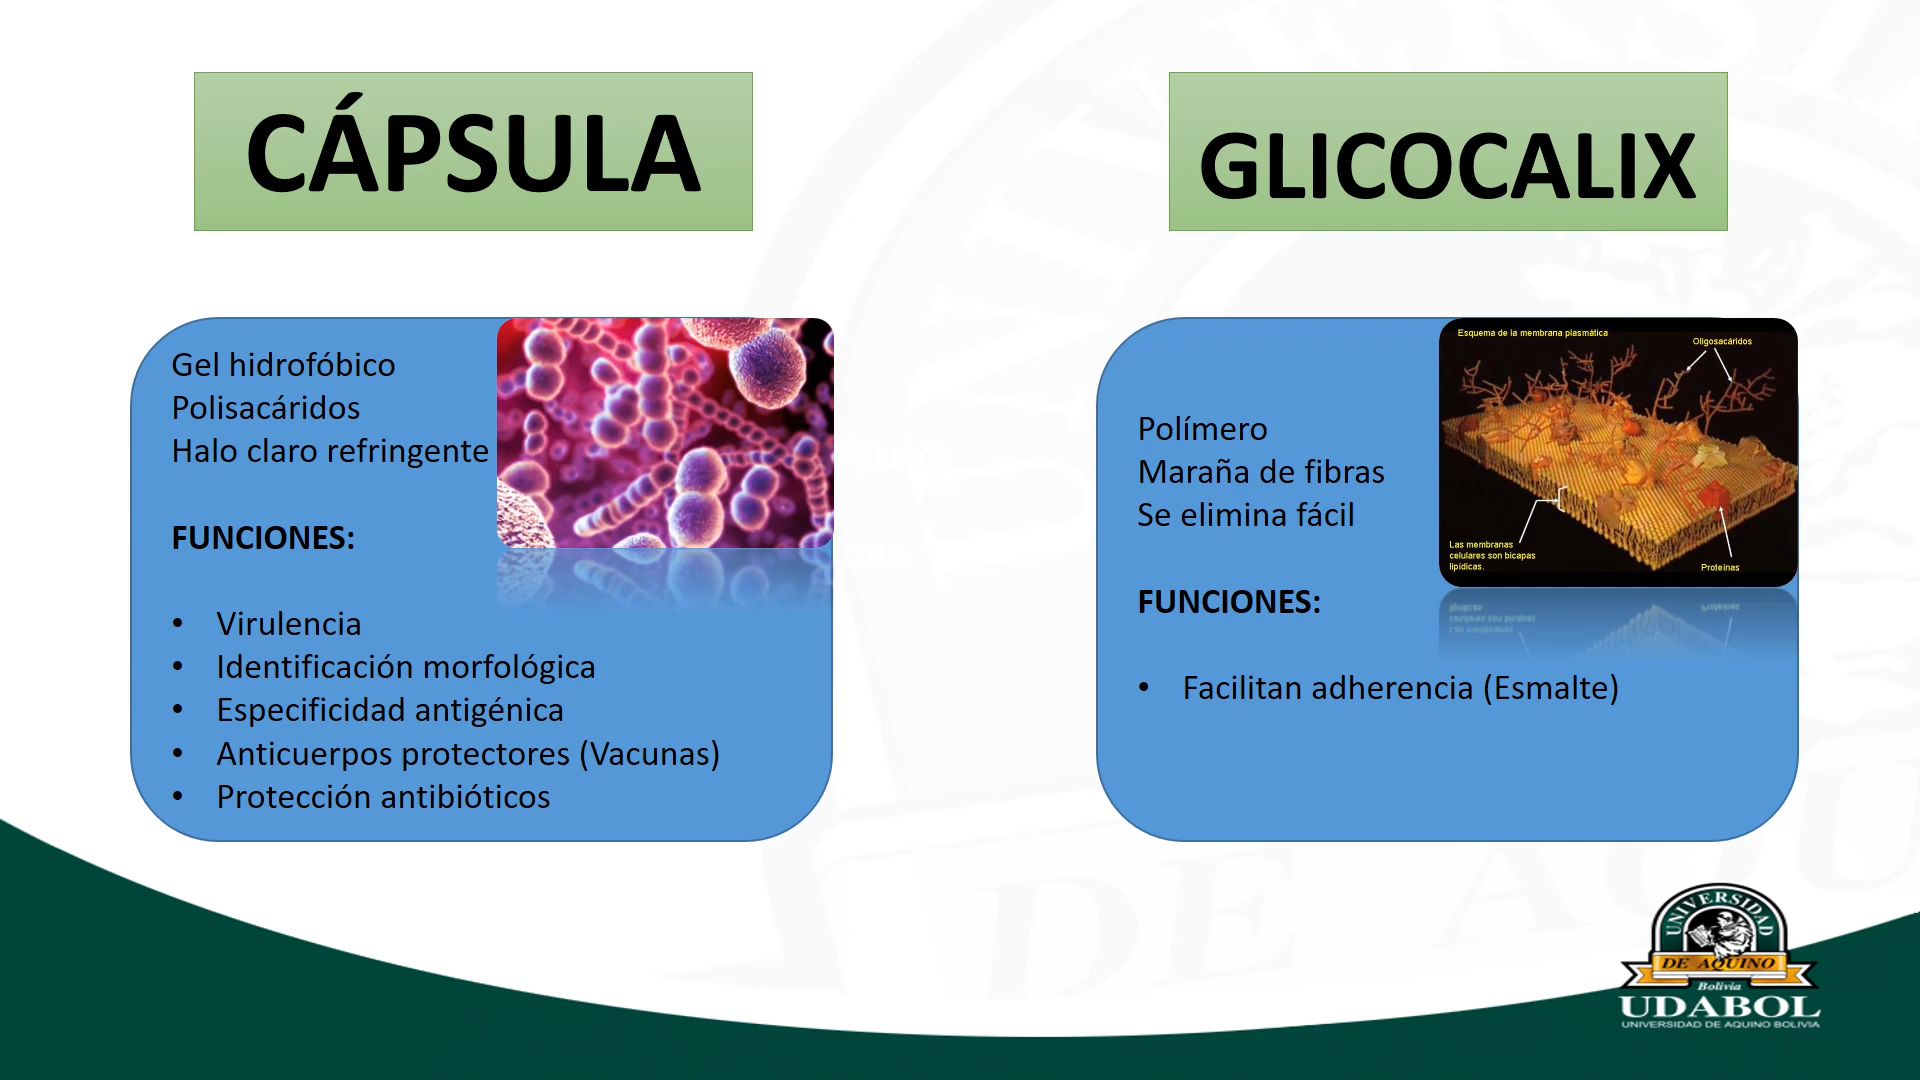 CÁPSULA
Gel hidrofóbico
Polisacáridos
Halo claro refringente
FUNCIONES:
• Virulencia
• Identificación morfológica
• Especificidad antigénica
• Anticuerpos protectores (Vacunas)
• Protección antibióticos
GLICOCALIX
Polímero
Maraña de fibras
Se elimina fácil
FUNCIONES:
• Facilitan adherencia (Esmalte)
Esquema de la membrana plasmática
Oligosacáridos
Las membranas
celulares son bicapas
lipídicas.
Proteínas
UNIVERSIDAD
DE AQUINO
Bolivia
UDABOL
UNIVERSIDAD DE AQUINO BOLIVIA
DE AQU